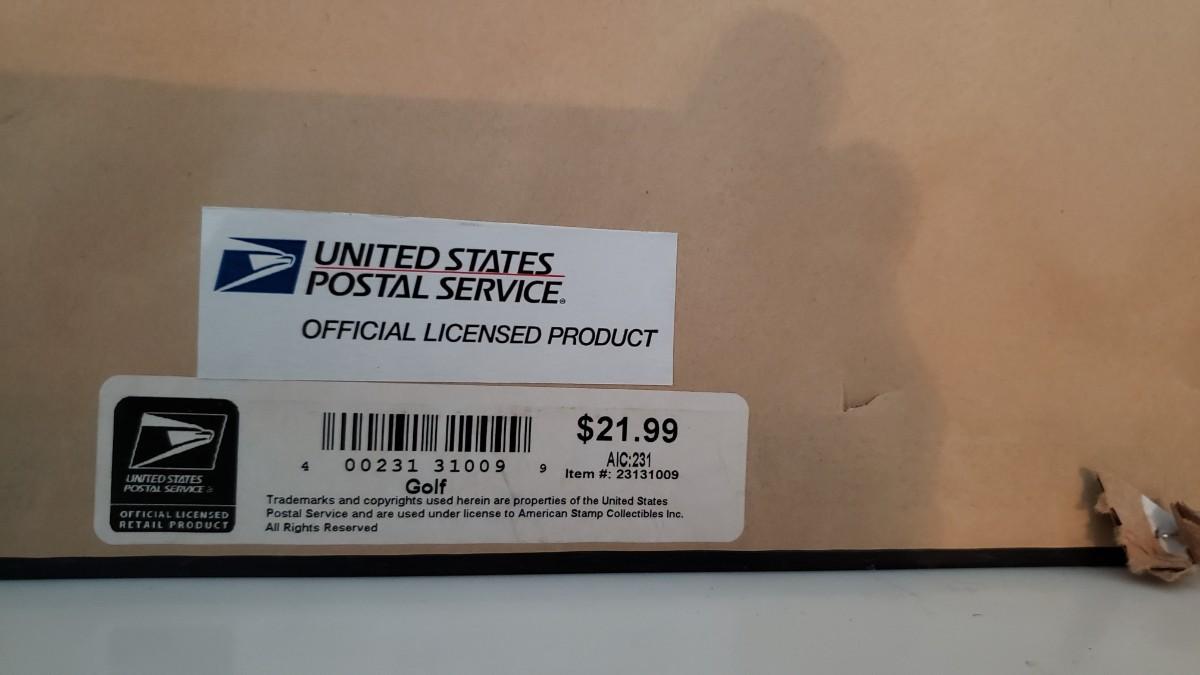 UNITED STATES
POSTAL SERVICE®
OFFICIAL LICENSED PRODUCT
UNITED STATES
POSTAL SERVICE®
OFFICIAL LICENSED
RETAIL PRODUCT
4 00231 31009 9
Golf
$21.99
AIC:231
Item #: 23131009
Trademarks and copyrights used herein are properties of the United States
Postal Service and are used under license to American Stamp Collectibles Inc.
All Rights Reserved